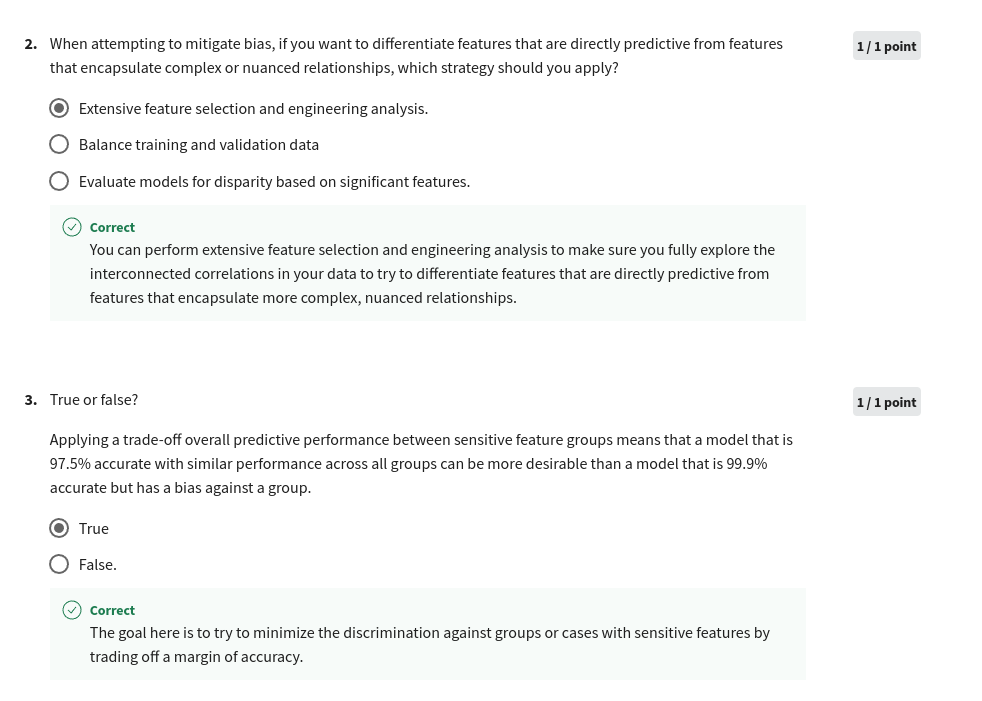 2. When attempting to mitigate bias, if you want to differentiate features that are directly predictive from features
1 / 1 point
that encapsulate complex or nuanced relationships, which strategy should you apply?
Extensive feature selection and engineering analysis.
Balance training and validation data
Evaluate models for disparity based on significant features.
Correct
You can perform extensive feature selection and engineering analysis to make sure you fully explore the
interconnected correlations in your data to try to differentiate features that are directly predictive from
features that encapsulate more complex, nuanced relationships.
3. True or false?
1 / 1 point
Applying a trade-off overall predictive performance between sensitive feature groups means that a model that is
97.5% accurate with similar performance across all groups can be more desirable than a model that is 99.9%
accurate but has a bias against a group.
True
False.
Correct
The goal here is to try to minimize the discrimination against groups or cases with sensitive features by
trading off a margin of accuracy.